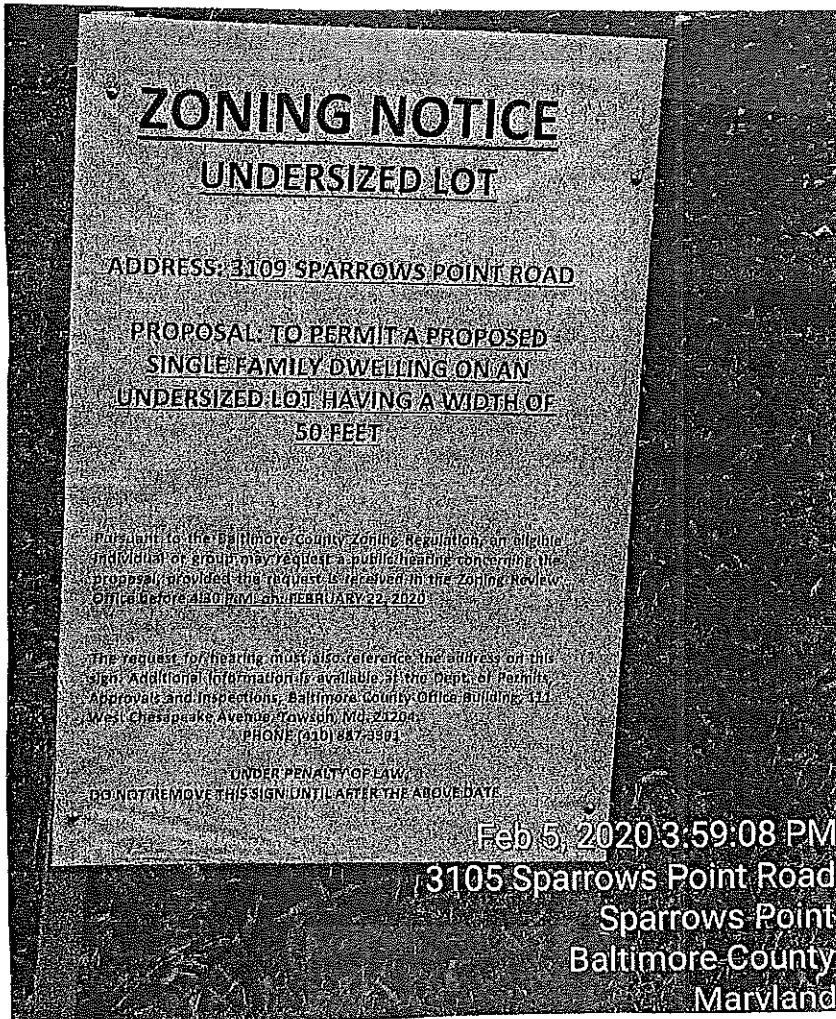 ZONING NOTICE
UNDERSIZED LOT
ADDRESS: 3109 SPARROWS POINT ROAD
PROPOSAL: TO PERMIT A PROPOSED
SINGLE FAMILY DWELLING ON AN
UNDERSIZED LOT HAVING A WIDTH OF
50 FEET
Pursuant to the Baltimore County Zoning Regulation, an eligible
individual or group may request a public hearing concerning the
proposal, provided the request is received in the Zoning Review
Office before 4:30 P.M. on: FEBRUARY 22, 2020
The request for hearing must also reference the address on this
sign. Additional information is available at the Dept. of Permits,
Approvals and Inspections, Baltimore County Office Building, 111
West Chesapeake Avenue, Towson, Md. 21204.
PHONE (410) 887-3391
UNDER PENALTY OF LAW,
DO NOT REMOVE THIS SIGN UNTIL AFTER THE ABOVE DATE
Feb 5, 2020 3:59:08 PM
3105 Sparrows Point Road
Sparrows Point
Baltimore County
Maryland